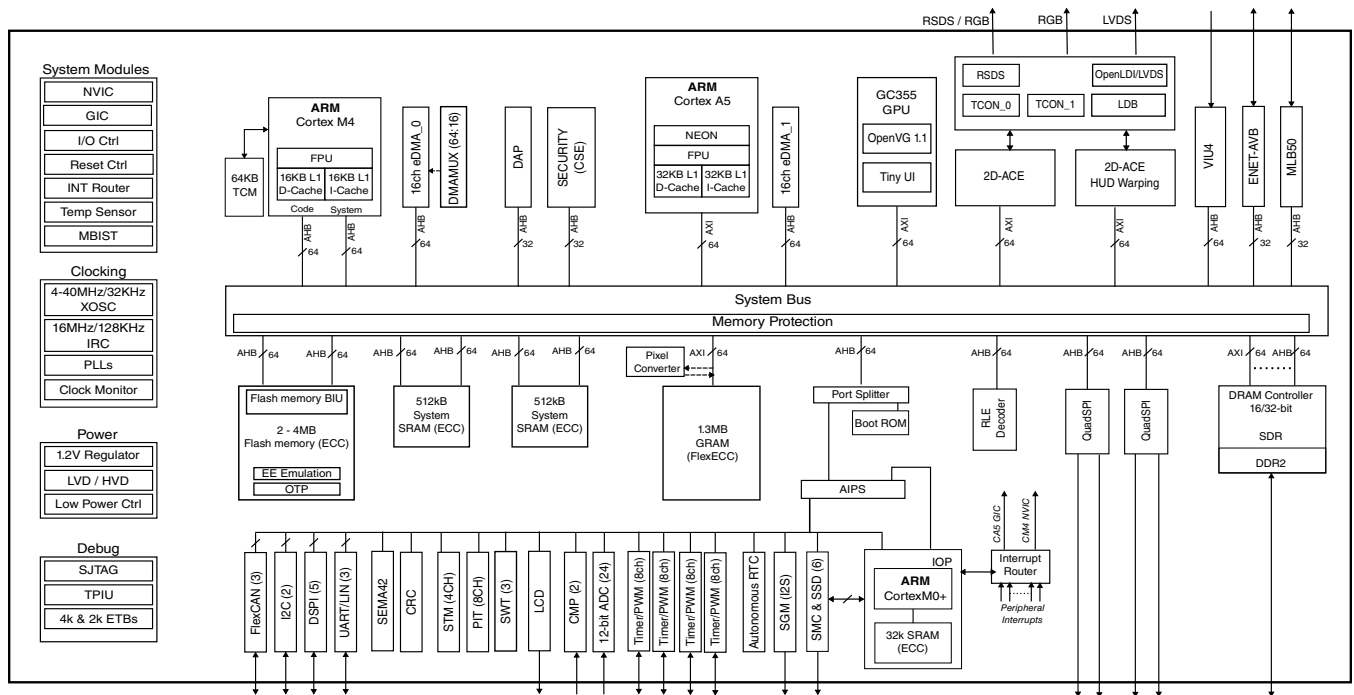 RSDS / RGB
RGB
LVDS
System Modules
NVIC
GIC
I/O Ctrl
Reset Ctrl
INT Router
Temp Sensor
MBIST
Clocking
4-40MHz/32KHz
XOSC
16MHz/128KHz
IRC
PLLs
Clock Monitor
Power
1.2V Regulator
LVD / HVD
Low Power Ctrl
Debug
SJTAG
TPIU
4k & 2k ETBs
64KB
TCM
ARM
Cortex M4
FPU
16KB L1
D-Cache
16KB L1
I-Cache
Code
System
AHB
64
AHB
64
16ch eDMA_0
AHB
64
DMAMUX (64:16)
DAP
AHB
32
SECURITY
(CSE)
AHB
32
ARM
Cortex A5
NEON
FPU
32KB L1
D-Cache
32KB L1
I-Cache
AXI
64
16ch eDMA_1
AHB
64
GC355
GPU
OpenVG 1.1
Tiny UI
AXI
64
RSDS
OpenLDI/LVDS
TCON_0
TCON_1
LDB
2D-ACE
AXI
64
2D-ACE
HUD Warping
AXI
64
VIU4
AHB
64
ENET-AVB
AHB
32
MLB50
AHB
32
System Bus
Memory Protection
AHB
64
64
AHB
64
AHB
64
AHB
64
AHB
64
AXI
64
AHB
64
AHB
64
AHB
64
AHB
64
AXI
64
AHB
64
Flash memory BIU
2 - 4MB
Flash memory (ECC)
EE Emulation
OTP
512kB
System
SRAM (ECC)
512kB
System
SRAM (ECC)
Pixel
Converter
1.3MB
GRAM
(FlexECC)
Port Splitter
Boot ROM
AIPS
RLE
Decoder
QuadSPI
QuadSPI
DRAM Controller
16/32-bit
SDR
DDR2
FlexCAN (3)
I2C (2)
DSPI (5)
UART/LIN (3)
SEMA42
CRC
STM (4CH)
PIT (8CH)
SWT (3)
LCD
CMP (2)
12-bit ADC (24)
Timer/PWM (8ch)
Timer/PWM (8ch)
Timer/PWM (8ch)
Timer/PWM (8ch)
Autonomous RTC
SGM (I2S)
SMC & SSD (6)
IOP
ARM
CortexM0+
32k SRAM
(ECC)
CA5 GIC
CM4 NVIC
Interrupt
Router
Peripheral
Interrupts